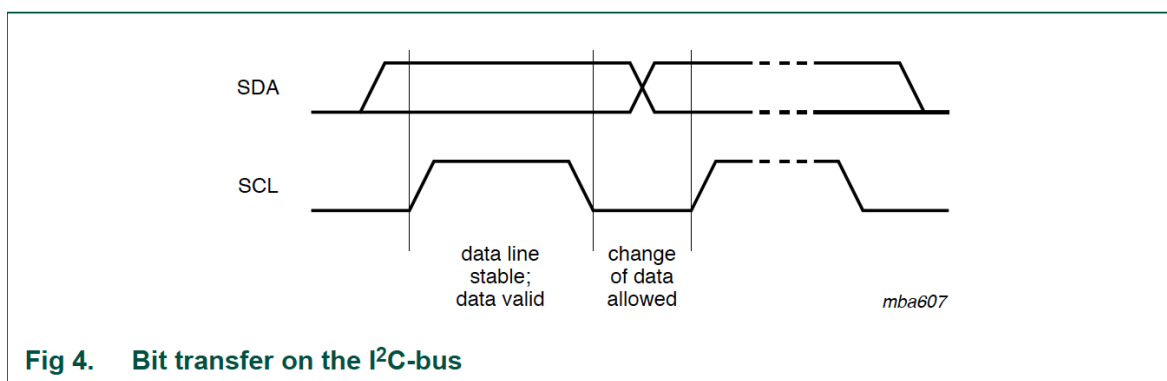 SDA
SCL
data line
stable;
data valid
change
of data
allowed
mba607
Fig 4. Bit transfer on the I²C-bus